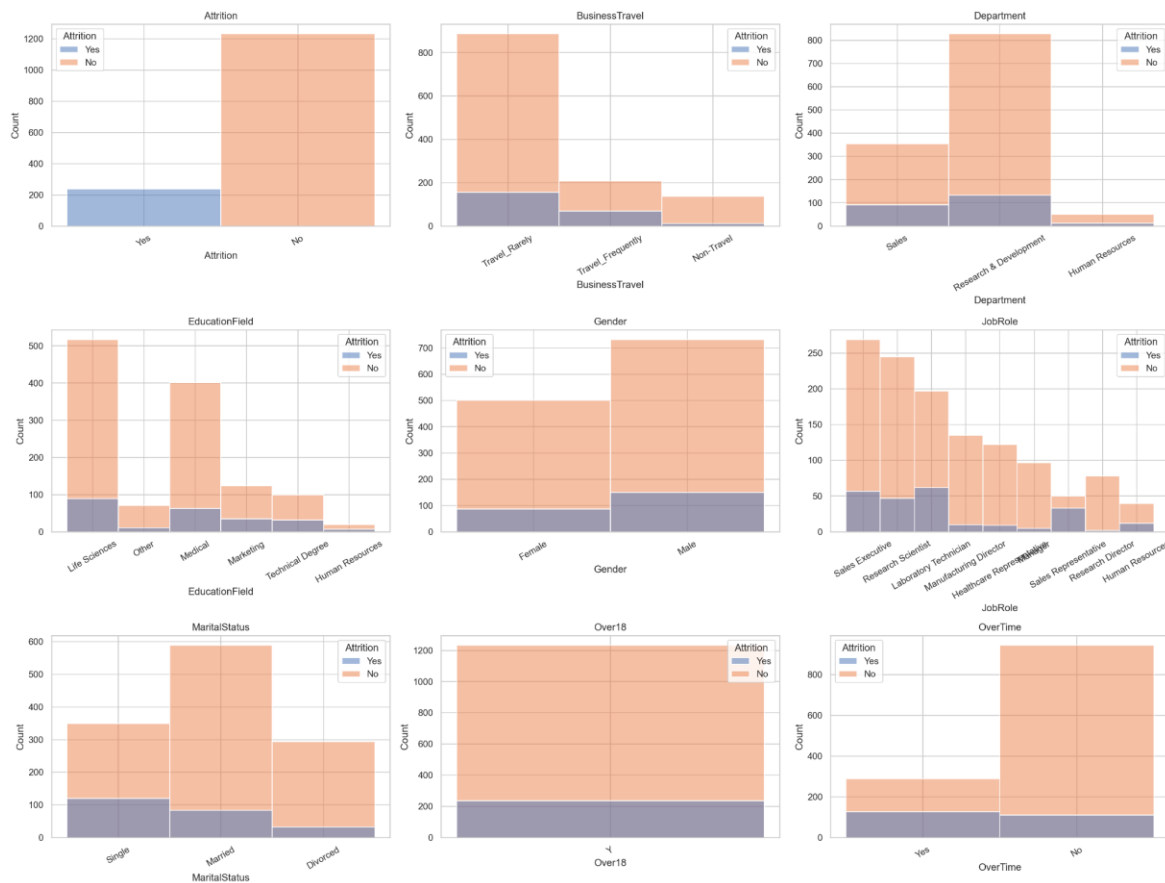 Attrition
Count
1200
1000
800
600
400
200
0
Attrition
Yes
No
Yes
No
Attrition
BusinessTravel
Count
800
600
400
200
0
Attrition
Yes
No
Travel_Rarely
Travel_Frequently
Non-Travel
BusinessTravel
Department
Count
800
700
600
500
400
300
200
100
0
Attrition
Yes
No
Sales
Research & Development
Human Resources
Department
EducationField
Count
500
400
300
200
100
0
Attrition
Yes
No
Life Sciences
Other
Medical
Marketing
Technical Degree
Human Resources
EducationField
Gender
Count
700
600
500
400
300
200
100
0
Attrition
Yes
No
Female
Male
Gender
JobRole
Count
250
200
150
100
50
0
Attrition
Yes
No
Sales Executive
Research Scientist
Laboratory Technician
Manufacturing Director
Healthcare Representative
Manager
Sales Representative
Research Director
Human Resources
JobRole
MaritalStatus
Count
600
500
400
300
200
100
0
Attrition
Yes
No
Single
Married
Divorced
MaritalStatus
Over18
Count
1200
1000
800
600
400
200
0
Attrition
Yes
No
Y
Over18
OverTime
Count
800
600
400
200
0
Attrition
Yes
No
Yes
No
OverTime